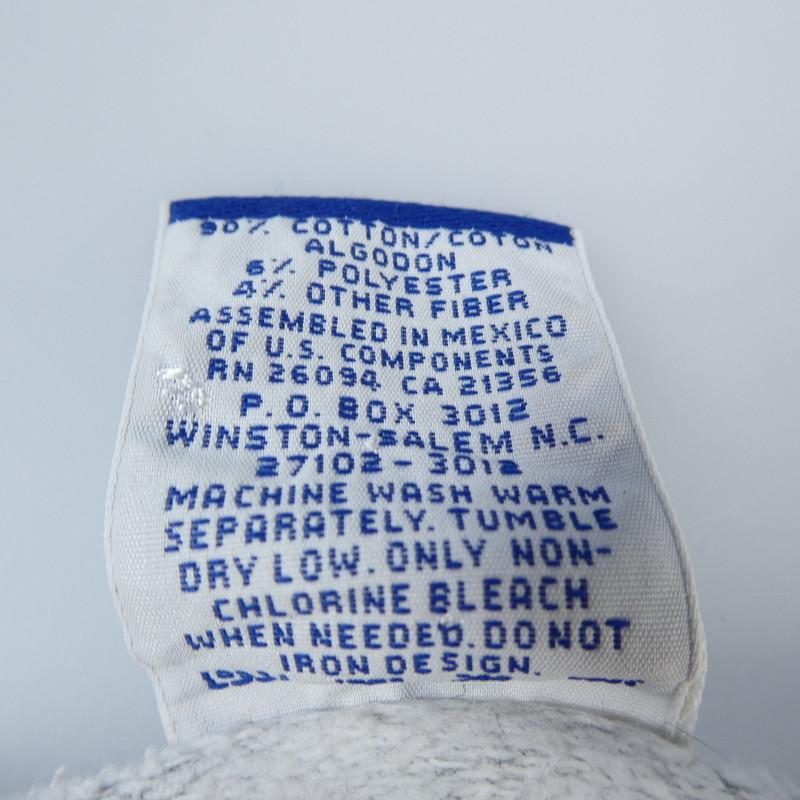 90% COTTON/COTON
ALGODON
6% POLYESTER
4% OTHER FIBER
ASSEMBLED IN MEXICO
OF U.S. COMPONENTS
RN 26094 CA 21356
P.O. BOX 3012
WINSTON-SALEM N.C.
27102-3012
MACHINE WASH WARM
SEPARATELY. TUMBLE
DRY LOW. ONLY NON-
CHLORINE BLEACH
WHEN NEEDED. DO NOT
IRON DESIGN.